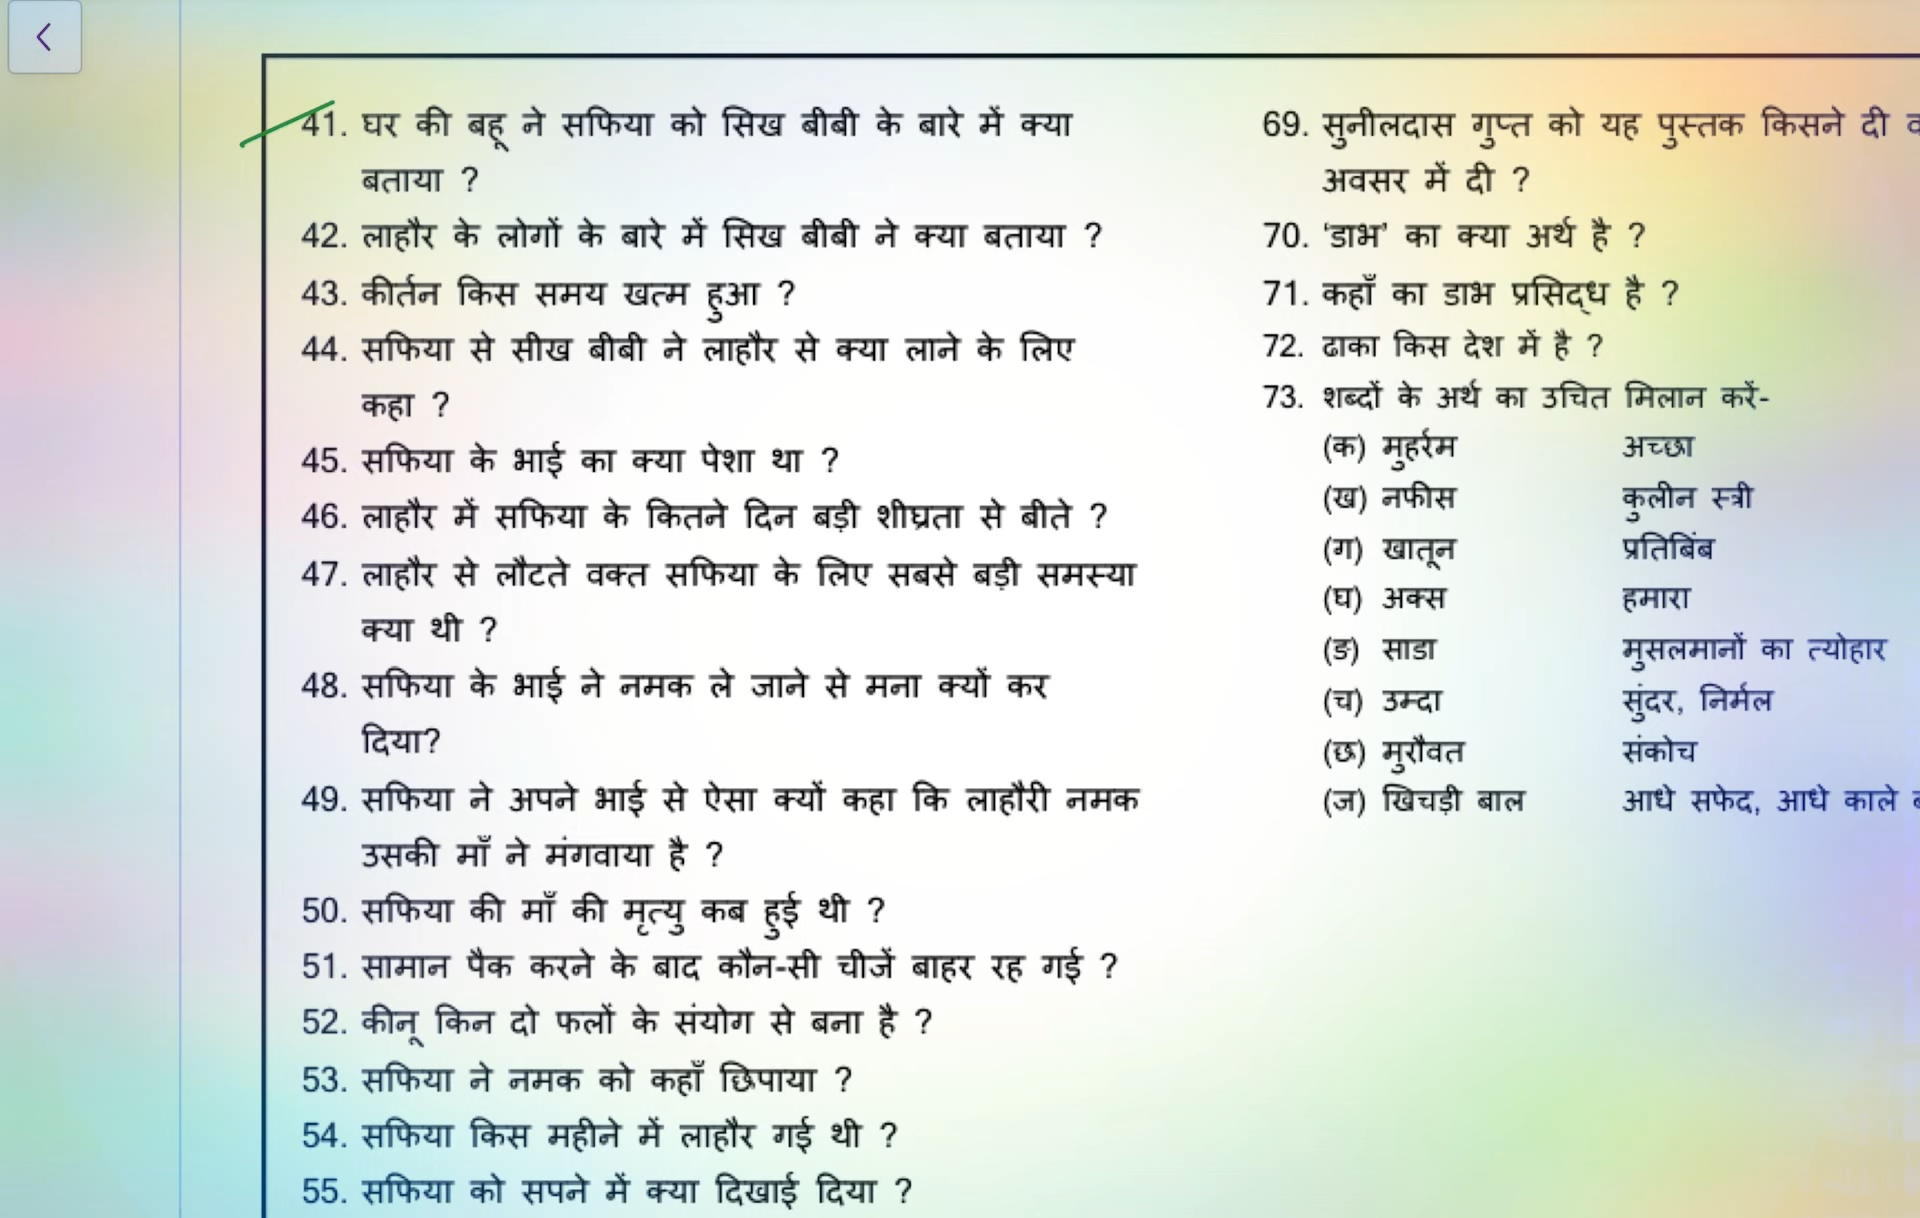 41. घर की बहू ने सफिया को सिख बीबी के बारे में क्या
बताया ?
42. लाहौर के लोगों के बारे में सिख बीबी ने क्या बताया ?
43. कीर्तन किस समय खत्म हुआ ?
44. सफिया से सीख बीबी ने लाहौर से क्या लाने के लिए
कहा ?
45. सफिया के भाई का क्या पेशा था ?
46. लाहौर में सफिया के कितने दिन बड़ी शीघ्रता से बीते ?
47. लाहौर से लौटते वक्त सफिया के लिए सबसे बड़ी समस्या
क्या थी ?
48. सफिया के भाई ने नमक ले जाने से मना क्यों कर
दिया?
49. सफिया ने अपने भाई से ऐसा क्यों कहा कि लाहौरी नमक
उसकी माँ ने मंगवाया है ?
50. सफिया की माँ की मृत्यु कब हुई थी ?
51. सामान पैक करने के बाद कौन-सी चीजें बाहर रह गई ?
52. कीनू किन दो फलों के संयोग से बना है ?
53. सफिया ने नमक को कहाँ छिपाया ?
54. सफिया किस महीने में लाहौर गई थी ?
55. सफिया को सपने में क्या दिखाई दिया ?
69. सुनीलदास गुप्त को यह पुस्तक किसने दी
अवसर में दी ?
70. 'डाभ' का क्या अर्थ है ?
71. कहाँ का डाभ प्रसिद्ध है ?
72. ढाका किस देश में है ?
73. शब्दों के अर्थ का उचित मिलान करें-
(क) मुहर्रम अच्छा
(ख) नफीस कुलीन स्त्री
(ग) खातून प्रतिबिंब
(घ) अक्स हमारा
(ङ) साडा मुसलमानों का त्योहार
(च) उम्दा सुंदर, निर्मल
(छ) मुरौवत संकोच
(ज) खिचड़ी बाल आधे सफेद, आधे काले